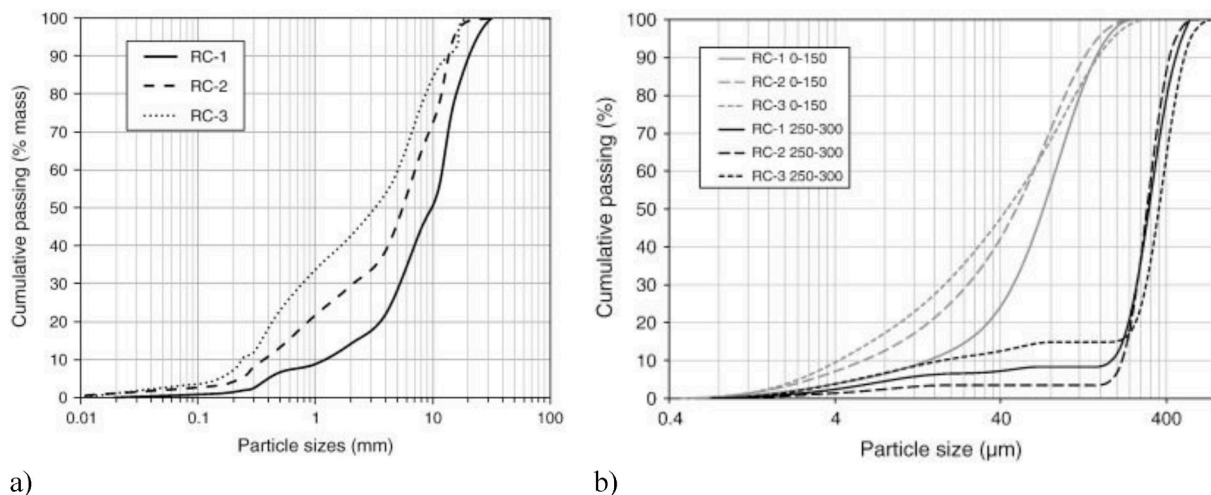 100
90
80
70
60
50
40
30
20
10
0
Cumulative passing (% mass)
RC-1
RC-2
RC-3
0.01
0.1
1
10
100
Particle sizes (mm)
a)
100
90
80
70
60
50
40
30
20
10
0
Cumulative passing (%)
RC-1 0-150
RC-2 0-150
RC-3 0-150
RC-1 250-300
RC-2 250-300
RC-3 250-300
0.4
4
40
400
Particle size (µm)
b)